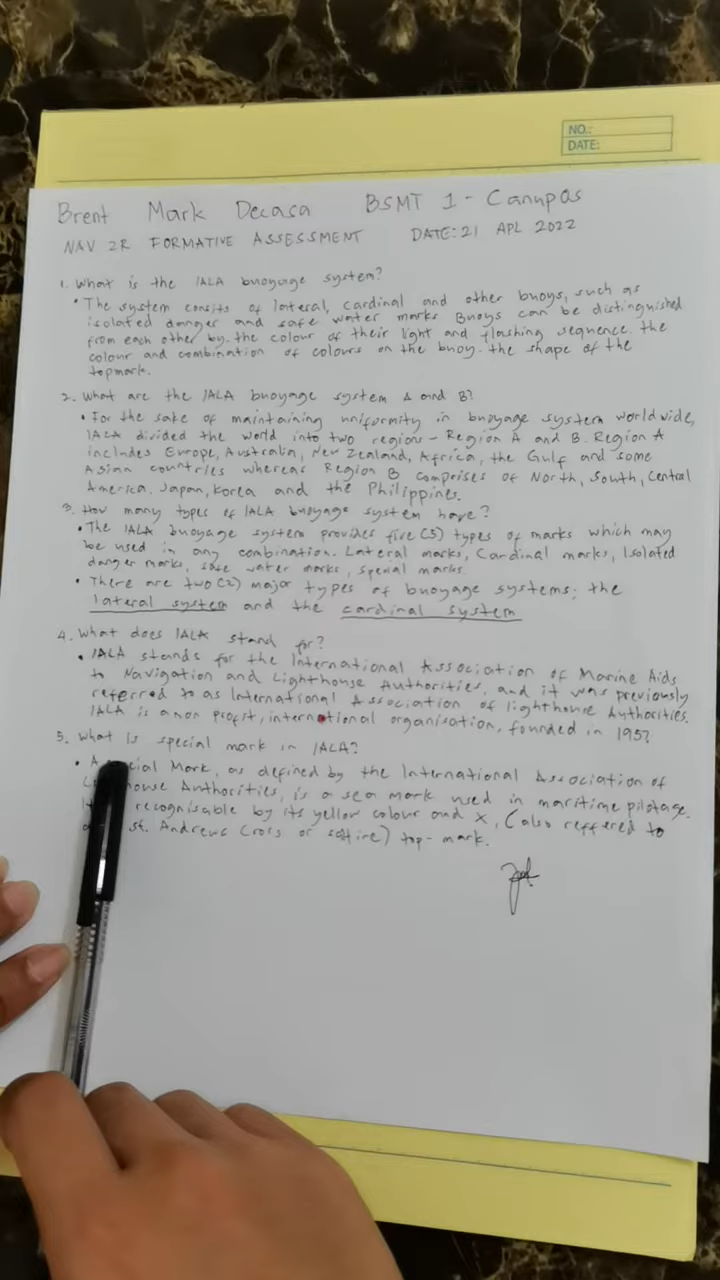 NO.:
DATE:
Brent Mark Decasa BSMT 1 - Canupas
NAV 2R FORMATIVE ASSESSMENT DATE: 21 APL 2022
1. What is the IALA buoyage system?
• The system consits of lateral, cardinal and other buoys, such as
isolated danger and safe water marks Buoys can be distinguished
from each other by. the colour of their light and flashing sequence. the
colour and combination of colours on the buoy. the shape of the
topmark.
2. What are the IALA buoyage system A and B?
• For the sake of maintaining uniformity in buoyage system worldwide,
IALA divided the world into two region - Region A and B. Region A
includes Europe, Australia, New Zealand, Africa, the Gulf and some
Asian countries whereas Region B comprises of North, South, Central
America. Japan, Korea and the Philippines.
3. How many types of IALA buoyage system have?
• The IALA buoyage system provides five (5) types of marks which may
be used in any combination. Lateral marks, Cardinal marks, Isolated
danger marks, safe water marks, special marks
• There are two (2) major types of buoyage systems; the
lateral system and the cardinal system
4. What does IALA stand for?
• IALA stands for the International Association of Marine Aids
to Navigation and Lighthouse Authorities, and it was previously
referred to as International Association of lighthouse Authorities.
IALA is a non profit, international organisation, founded in 1957
5. What is special mark in IALA?
• A Mark, as defined by the International Association of
Authorities, is a sea mark used in maritime pilotage.
recognisable by its yellow colour and X, (also reffered to
st. Andrews Cross or saltire) top-mark.